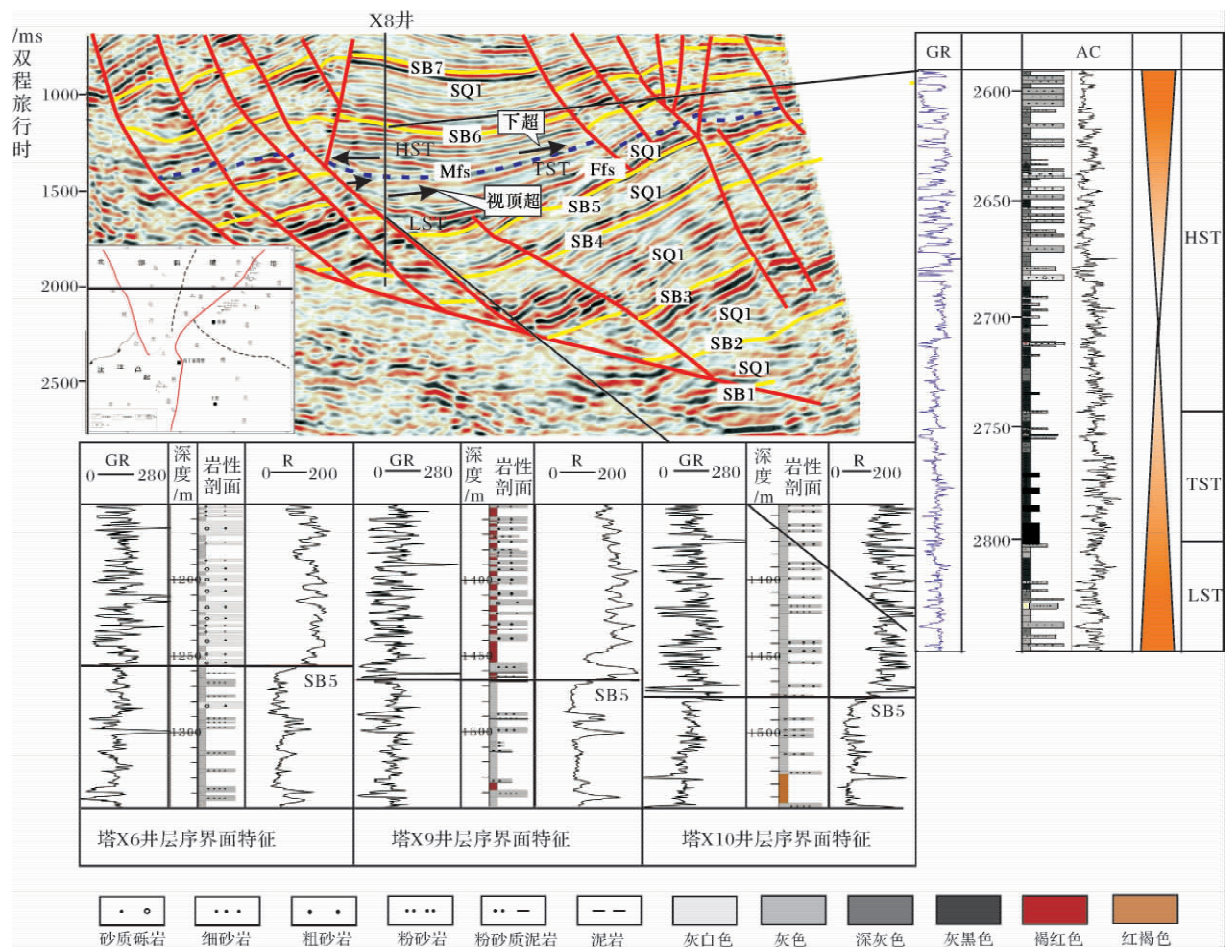 X8井
/ms
双程旅行时
1000
1500
2000
2500
SB7
SQ1
SB6
下超
HST
TST
SQ1
Mfs
Ffs
SQ1
视顶超
SB5
LST
SB4
SQ1
SB3
SQ1
SB2
SQ1
SB1
GR
AC
2600
2650
2700
2750
2800
HST
TST
LST
GR
0 280
深度/m
岩性剖面
R
0 200
GR
0 280
深度/m
岩性剖面
R
0 200
GR
0 280
深度/m
岩性剖面
R
0 200
1200
1250
1300
SB5
1400
1450
1500
SB5
1400
1450
1500
SB5
塔X6井层序界面特征
塔X9井层序界面特征
塔X10井层序界面特征
砂质砾岩
细砂岩
粗砂岩
粉砂岩
粉砂质泥岩
泥岩
灰白色
灰色
深灰色
灰黑色
褐红色
红褐色